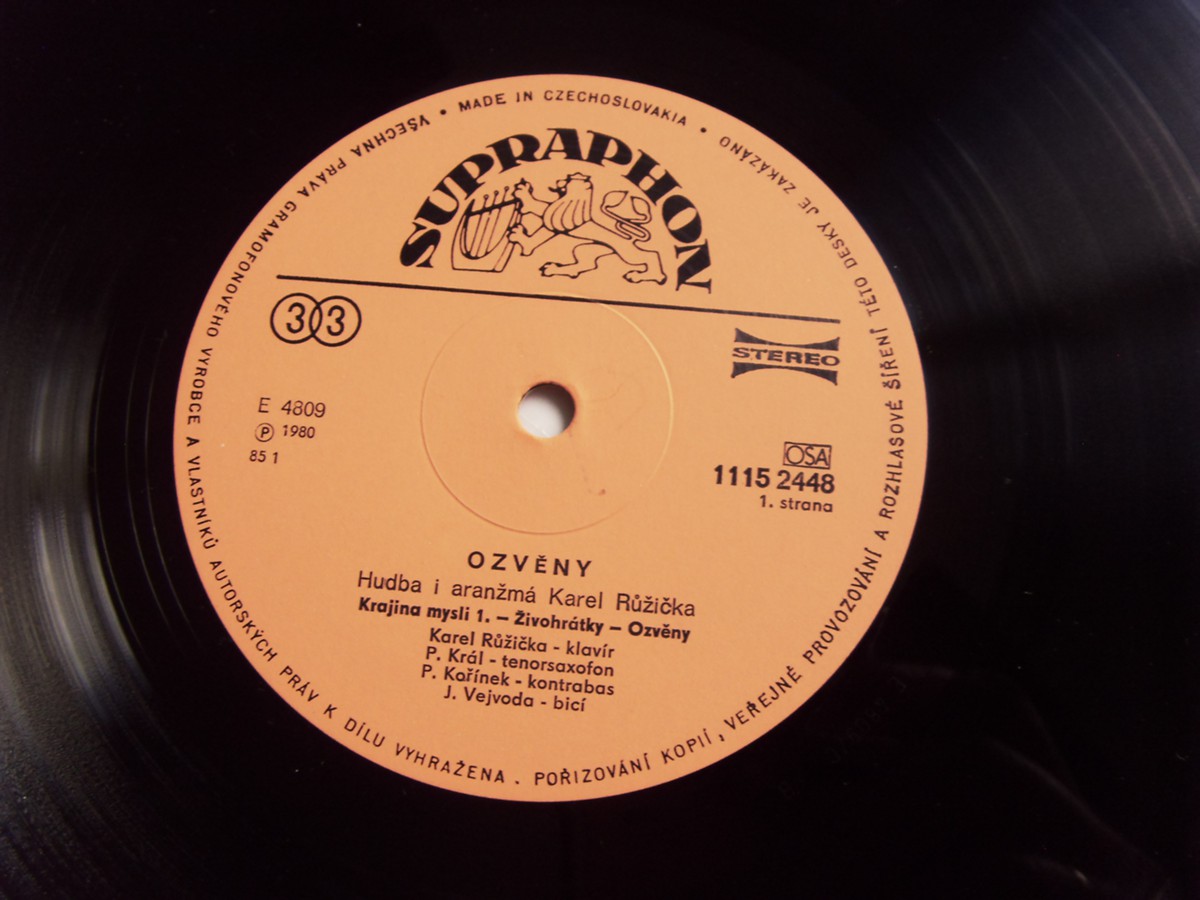 MADE IN CZECHOSLOVAKIA •
VŠECHNA PRÁVA GRAMOFONOVÉHO VÝROBCE A VLASTNÍKŮ AUTORSKÝCH PRÁV K DÍLU VYHRAŽENA . POŘIZOVÁNÍ KOPIÍ, VEŘEJNÉ PROVOZOVÁNÍ A ROZHLASOVÉ ŠÍŘENÍ TÉTO DESKY JE ZAKÁZÁNO •
SUPRAPHON
33
STEREO
E 4809
Ⓟ 1980
85 1
OSA
1115 2448
1. strana
OZVĚNY
Hudba i aranžmá Karel Růžička
Krajina mysli 1. – Živohrátky – Ozvěny
Karel Růžička - klavír
P. Král - tenorsaxofon
P. Kořínek - kontrabas
J. Vejvoda - bicí